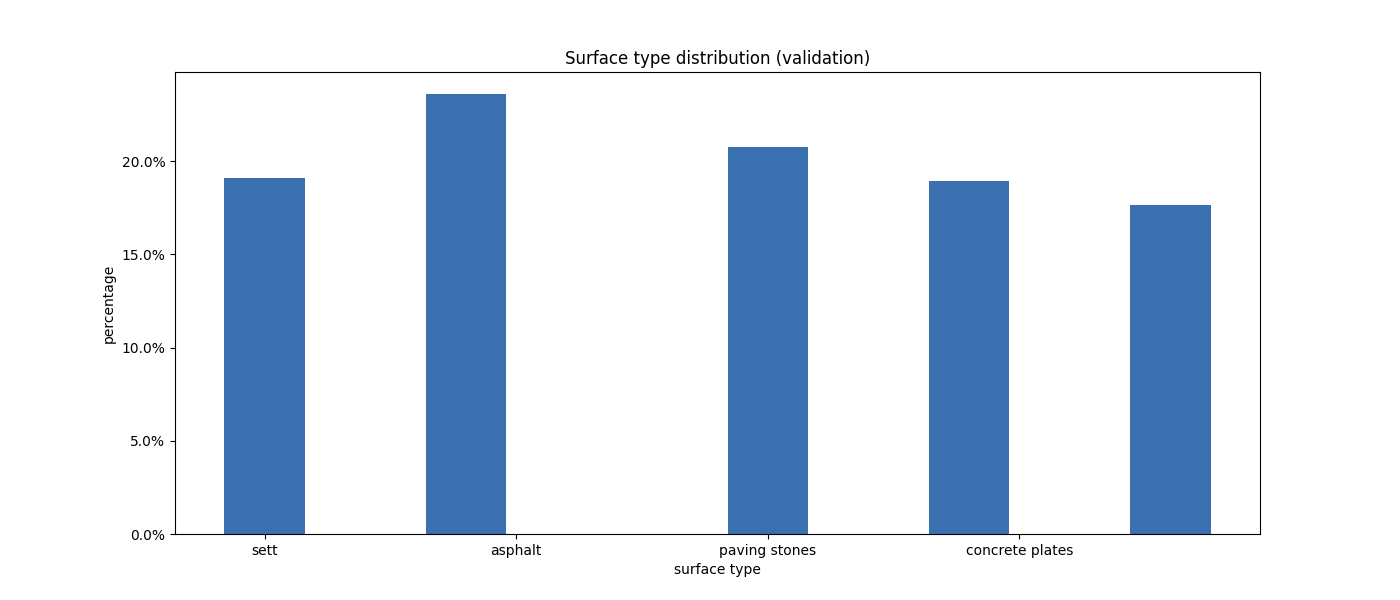 Surface type distribution (validation)
20.0%
15.0%
10.0%
5.0%
0.0%
percentage
sett asphalt paving stones concrete plates
surface type